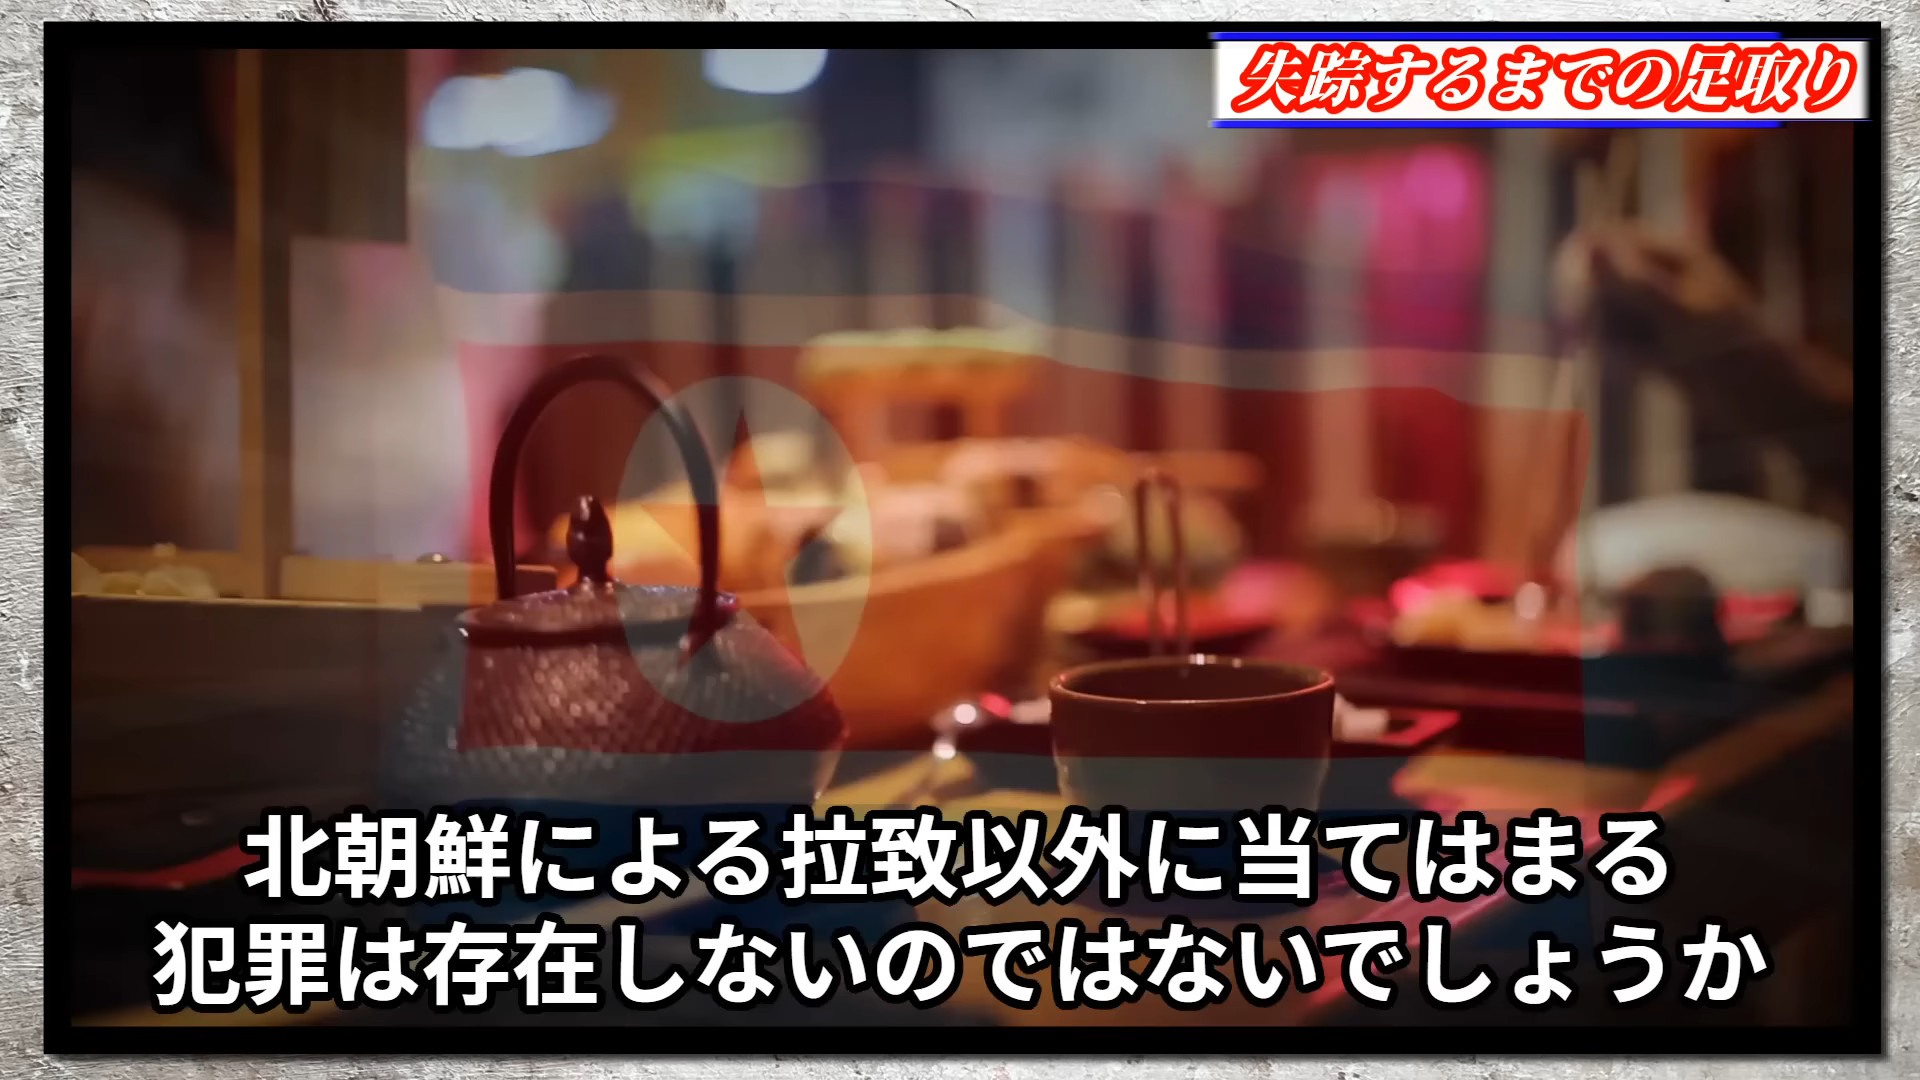 失踪するまでの足取り
北朝鮮による拉致以外に当てはまる
犯罪は存在しないのではないでしょうか